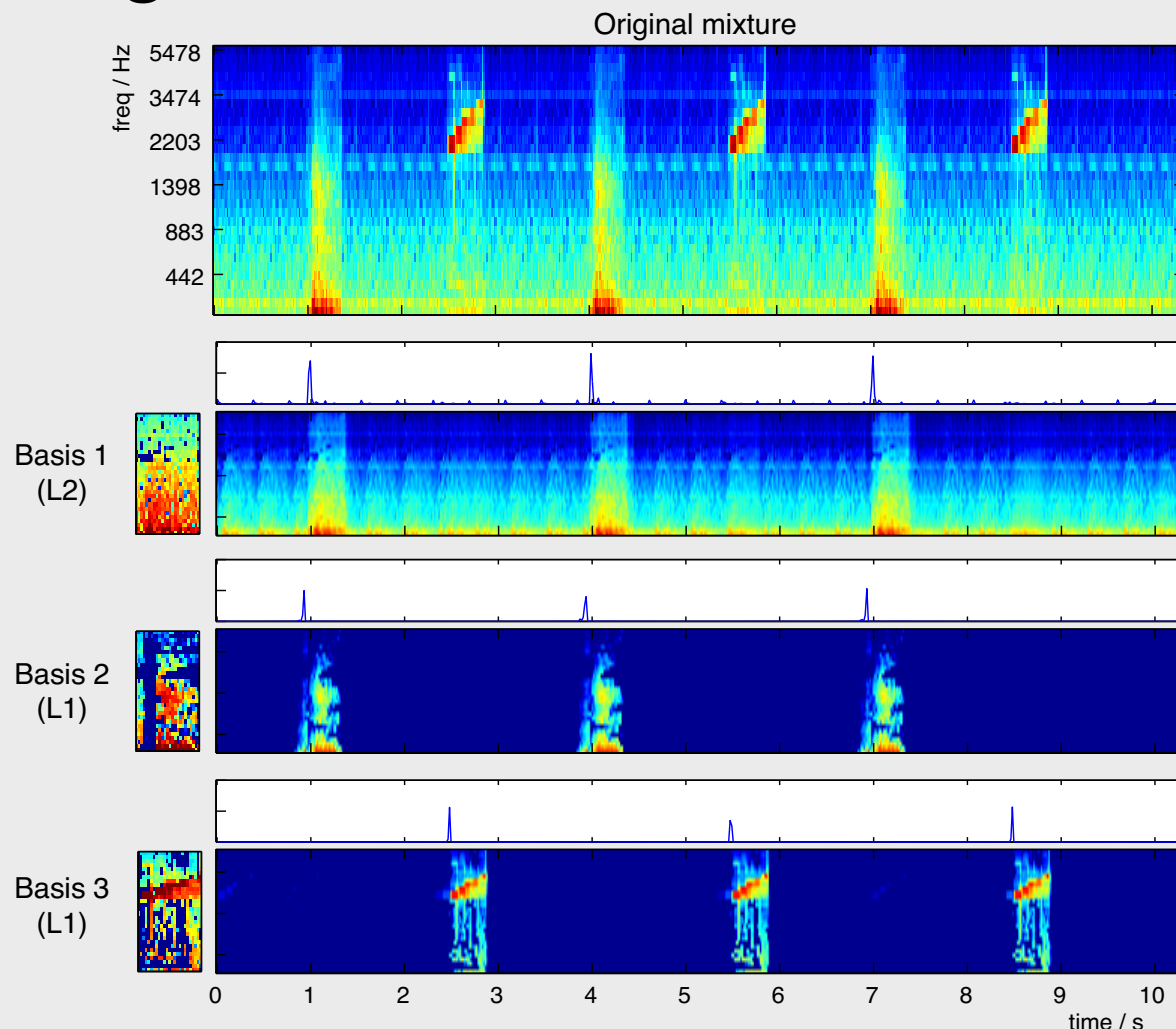 Original mixture
freq / Hz
5478
3474
2203
1398
883
442
Basis 1
(L2)
Basis 2
(L1)
Basis 3
(L1)
0 1 2 3 4 5 6 7 8 9 10
time / s